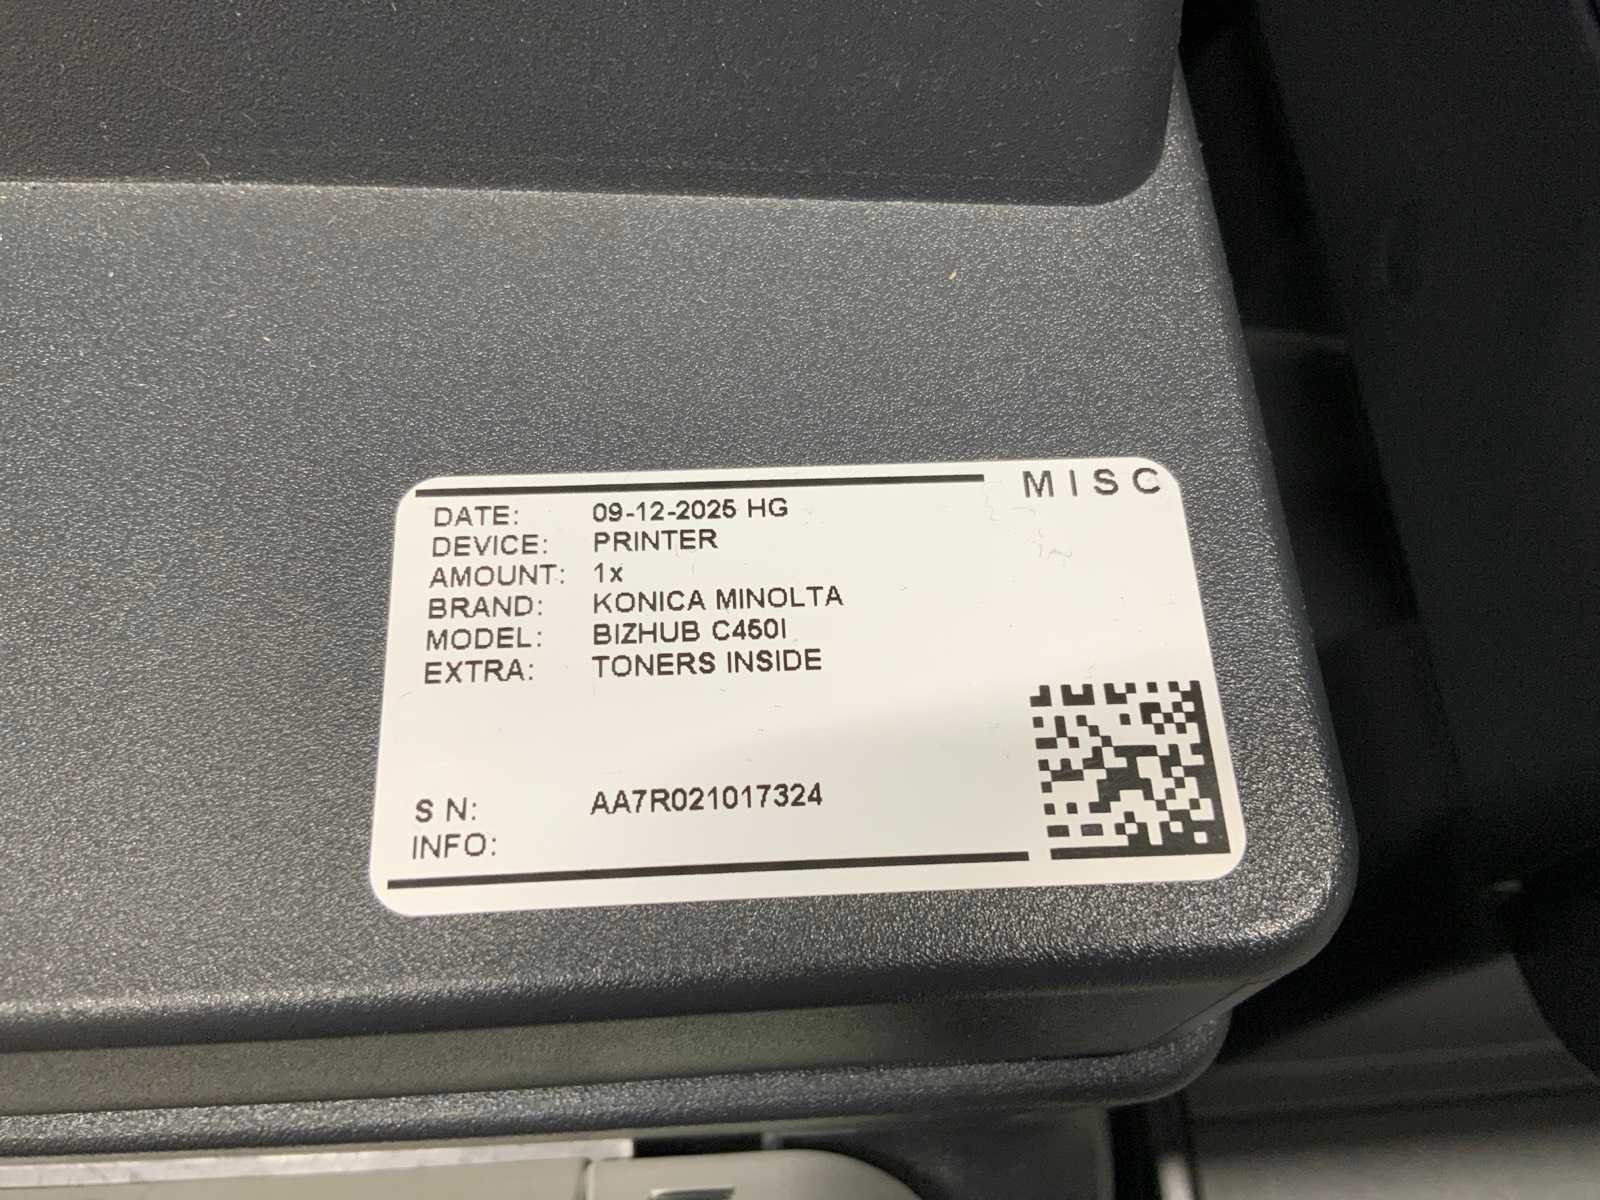 MISC
DATE: 09-12-2025 HG
DEVICE: PRINTER
AMOUNT: 1x
BRAND: KONICA MINOLTA
MODEL: BIZHUB C450I
EXTRA: TONERS INSIDE
S N: AA7R021017324
INFO: